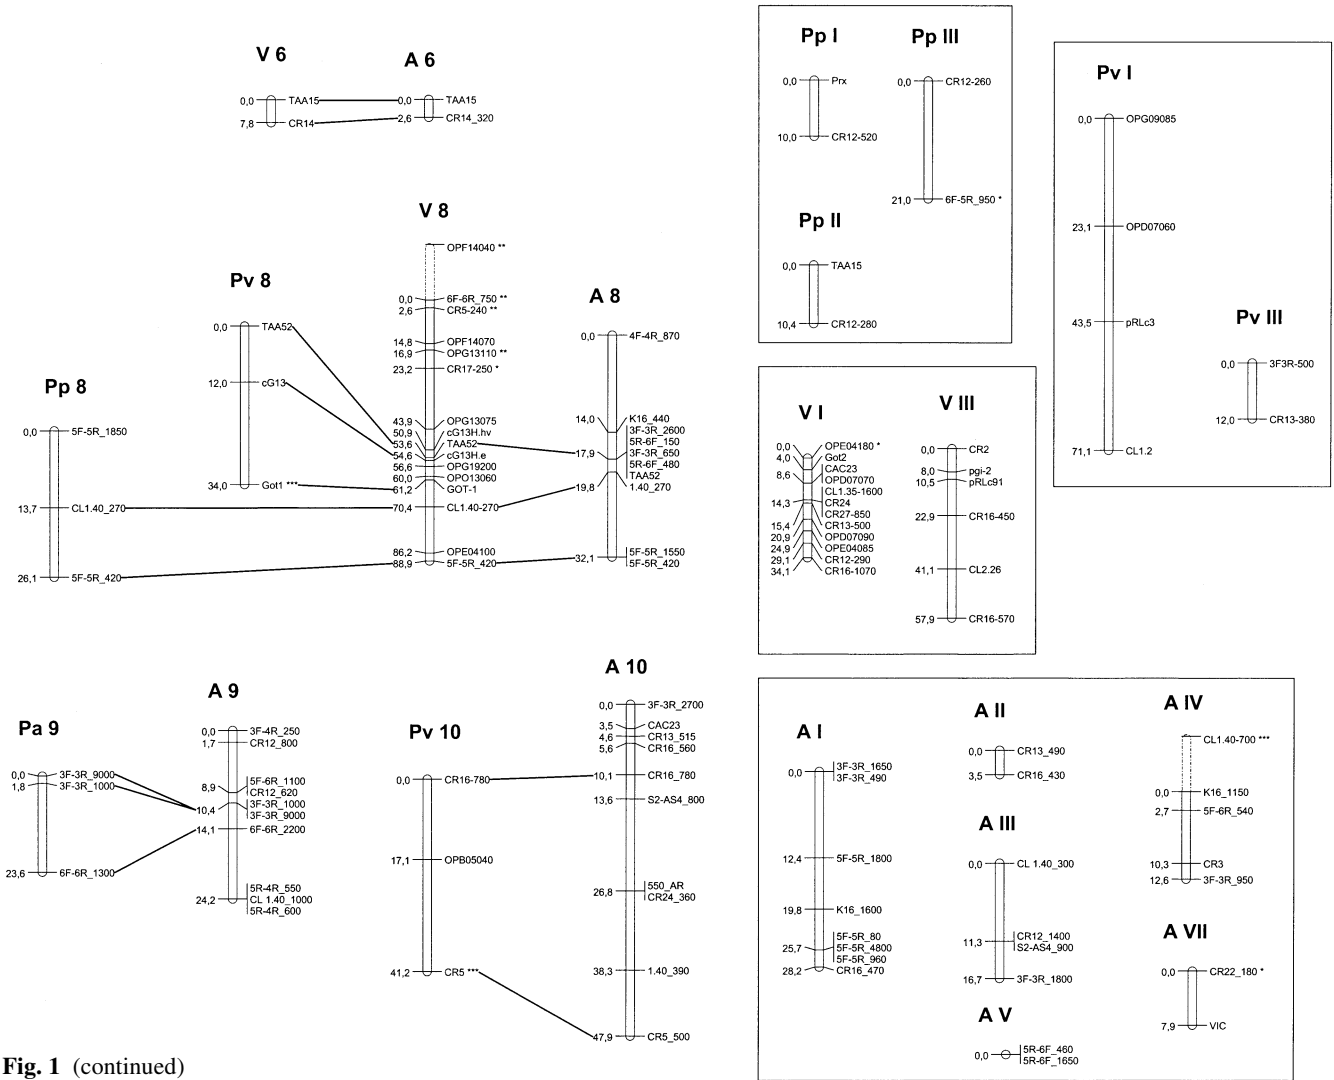 V 6
0,0 TAA15
7,8 CR14
A 6
0,0 TAA15
2,6 CR14_320
Pp 8
0,0 5F-5R_1850
13,7 CL1.40_270
26,1 5F-5R_420
Pv 8
0,0 TAA52
12,0 cG13
34,0 Got1 ***
V 8
OPF14040 **
0,0 6F-6R_750 **
2,6 CR5-240 **
14,8 OPF14070
16,9 OPG13110 **
23,2 CR17-250 *
43,9 OPG13075
50,9 cG13H.hv
53,6 TAA52
54,6 cG13H.e
56,6 OPG19200
60,0 OPO13060
61,2 GOT-1
70,4 CL1.40-270
86,2 OPE04100
88,9 5F-5R_420
A 8
0,0 4F-4R_870
14,0 K16_440
3F-3R_2600
5R-6F_150
17,9 3F-3R_650
5R-6F_480
TAA52
19,8 1.40_270
32,1 5F-5R_1550
5F-5R_420
Pa 9
0,0 3F-3R_9000
1,8 3F-3R_1000
23,6 6F-6R_1300
A 9
0,0 3F-4R_250
1,7 CR12_800
8,9 5F-6R_1100
CR12_620
10,4 3F-3R_1000
3F-3R_9000
14,1 6F-6R_2200
5R-4R_550
24,2 CL 1.40_1000
5R-4R_600
Pv 10
0,0 CR16-780
17,1 OPB05040
41,2 CR5 ***
A 10
0,0 3F-3R_2700
3,5 CAC23
4,6 CR13_515
5,6 CR16_560
10,1 CR16_780
13,6 S2-AS4_800
26,8 550_AR
CR24_360
38,3 1.40_390
47,9 CR5_500
Pp I
0,0 Prx
10,0 CR12-520
Pp III
0,0 CR12-260
21,0 6F-5R_950 *
Pp II
0,0 TAA15
10,4 CR12-280
Pv I
0,0 OPG09085
23,1 OPD07060
43,5 pRLc3
71,1 CL1.2
Pv III
0,0 3F3R-500
12,0 CR13-380
V I
0,0 OPE04180 *
4,0 Got2
8,6 CAC23
OPD07070
CL1.35-1600
14,3 CR24
CR27-850
15,4 CR13-500
20,9 OPD07090
24,9 OPE04085
29,1 CR12-290
34,1 CR16-1070
V III
0,0 CR2
8,0 pgi-2
10,5 pRLc91
22,9 CR16-450
41,1 CL2.26
57,9 CR16-570
A I
0,0 3F-3R_1650
3F-3R_490
12,4 5F-5R_1800
19,8 K16_1600
5F-5R_80
25,7 5F-5R_4800
5F-5R_960
28,2 CR16_470
A II
0,0 CR13_490
3,5 CR16_430
A III
0,0 CL 1.40_300
11,3 CR12_1400
S2-AS4_900
16,7 3F-3R_1800
A V
0,0 5R-6F_460
5R-6F_1650
A IV
CL1.40-700 ***
0,0 K16_1150
2,7 5F-6R_540
10,3 CR3
12,6 3F-3R_950
A VII
0,0 CR22_180 *
7,9 VIC
Fig. 1 (continued)